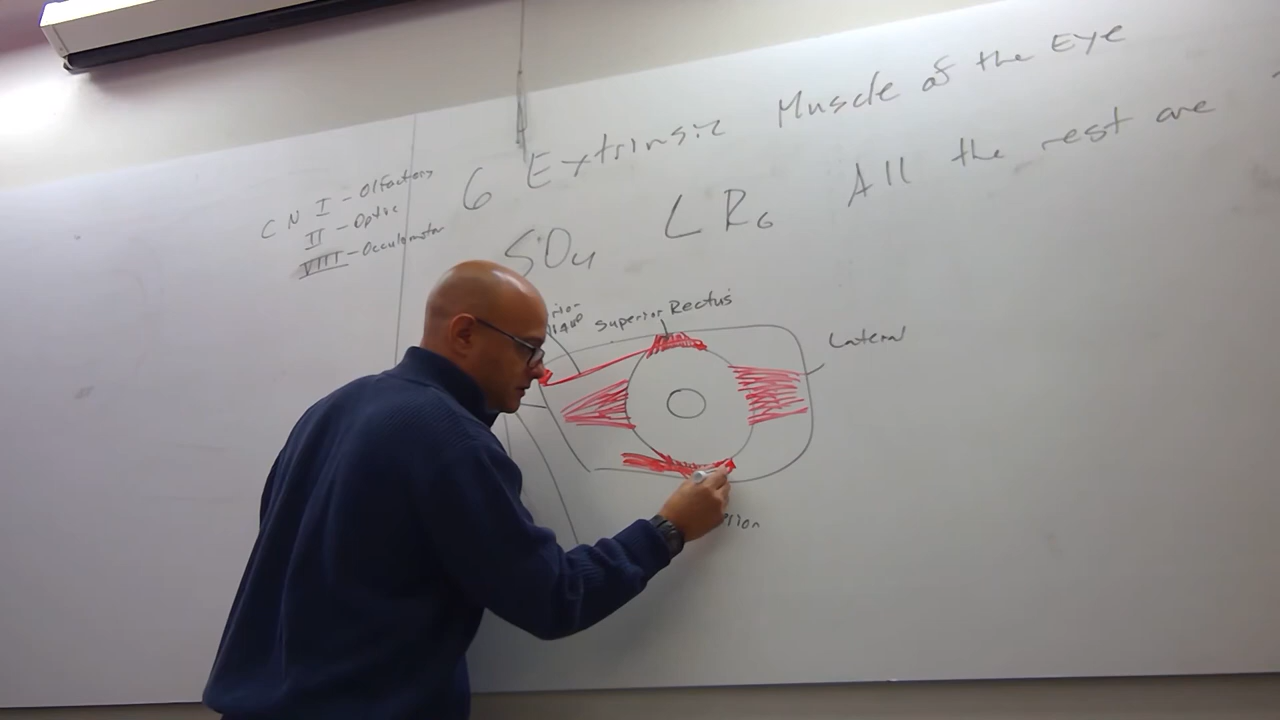 6 Extrinsic Muscle of the Eye
CN I - Olfactory
II - Optic
VIII - Occulomotor
SO4 LR6 All the rest are
Superior Rectus
Lateral